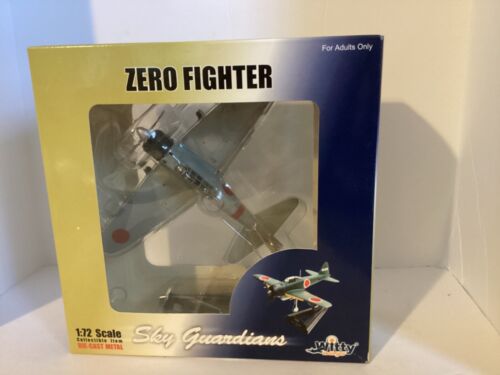 For Adults Only
ZERO FIGHTER
1:72 Scale
Collectible item
DIE-CAST METAL
Sky Guardians
Witty